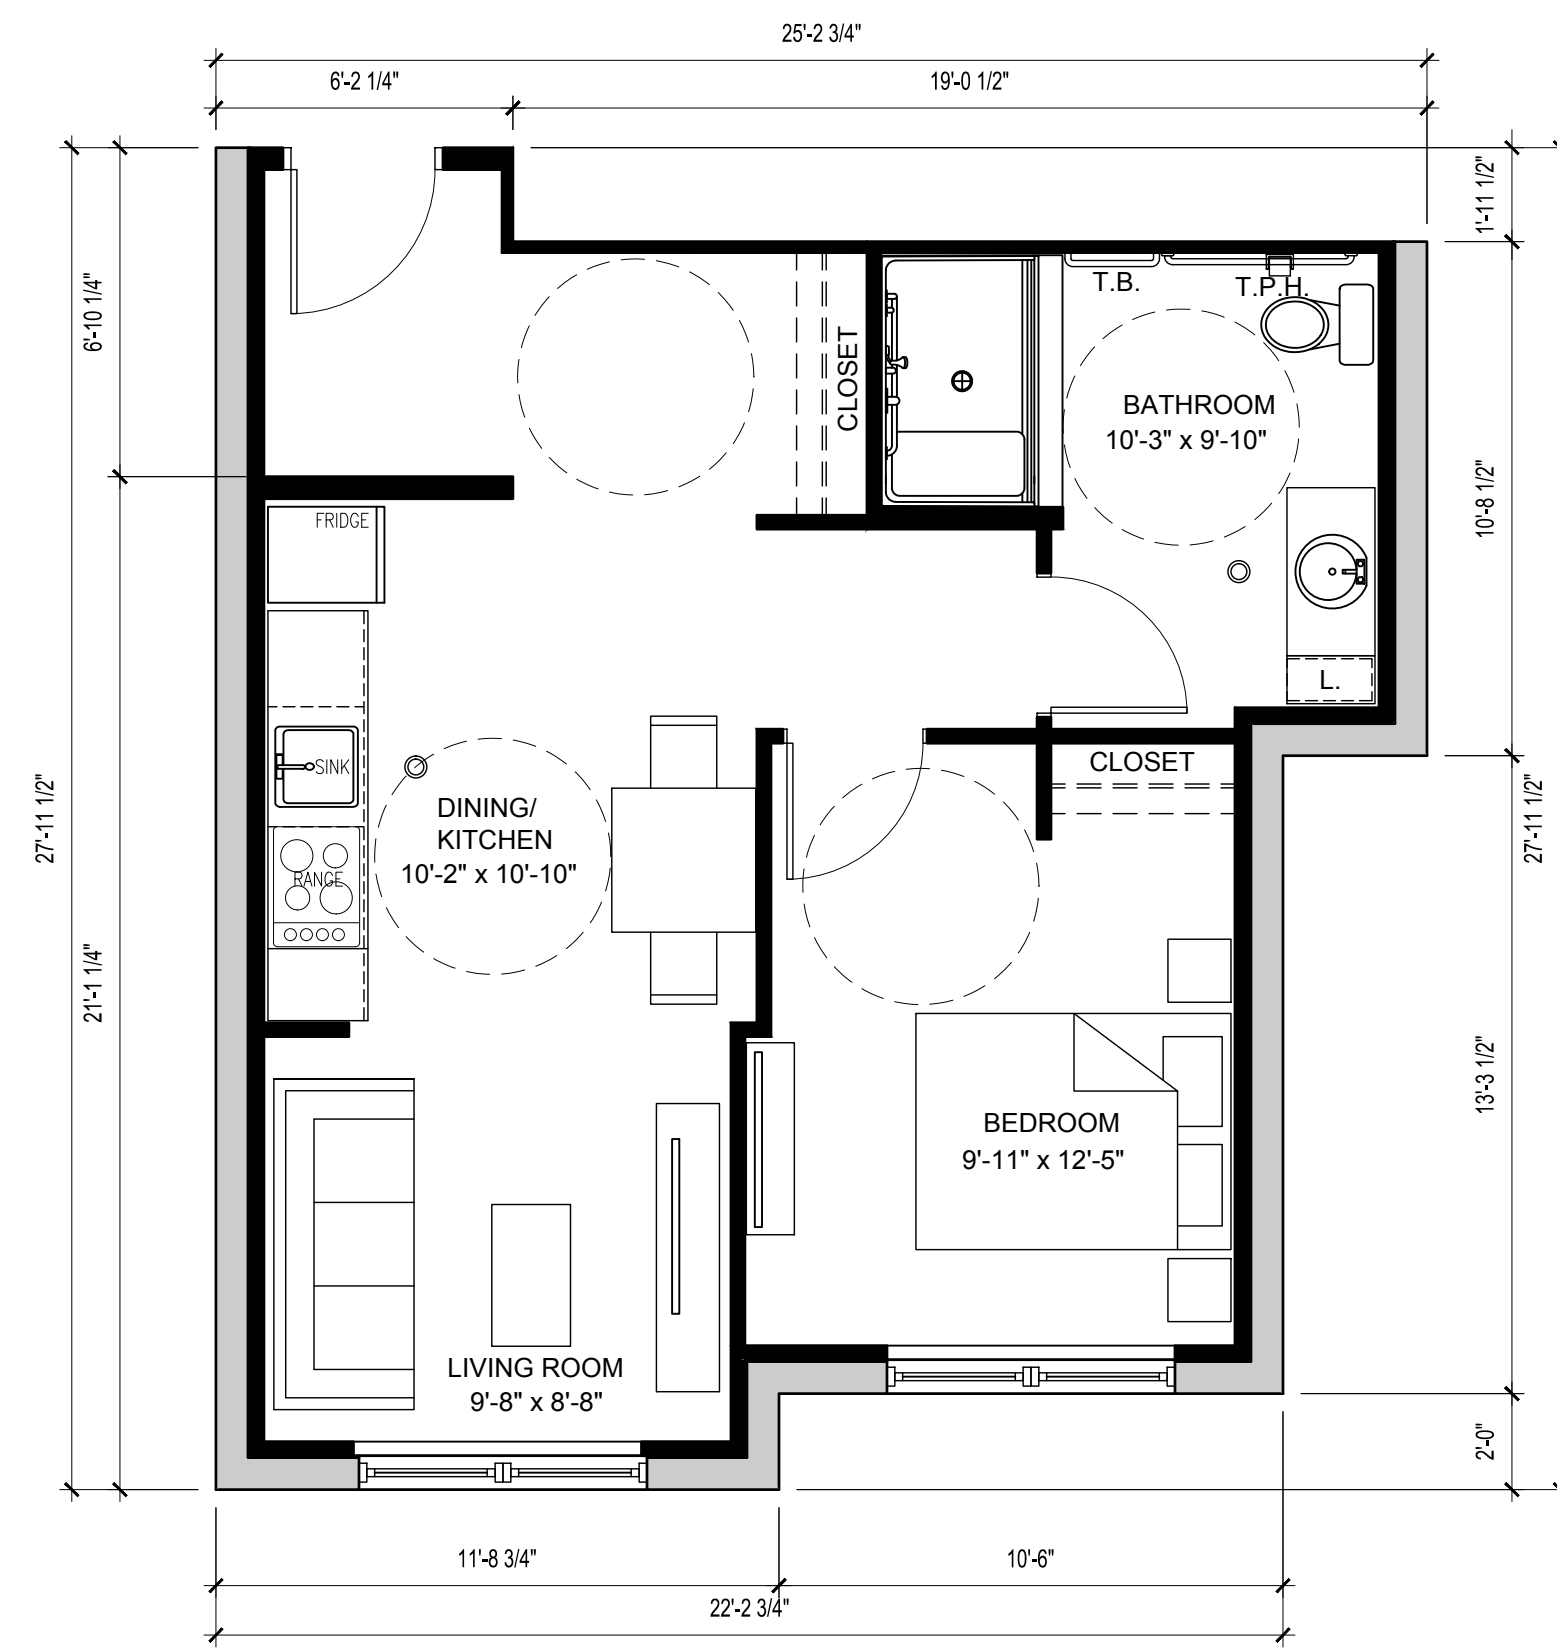 25'-2 3/4"
6'-2 1/4"
19'-0 1/2"
1'-11 1/2"
6'-10 1/4"
T.B.
T.P.H.
CLOSET
BATHROOM
10'-3" x 9'-10"
10'-8 1/2"
FRIDGE
L.
CLOSET
SINK
27'-11 1/2"
27'-11 1/2"
DINING/
KITCHEN
10'-2" x 10'-10"
RANGE
21'-1 1/4"
13'-3 1/2"
BEDROOM
9'-11" x 12'-5"
LIVING ROOM
9'-8" x 8'-8"
2'-0"
11'-8 3/4"
10'-6"
22'-2 3/4"